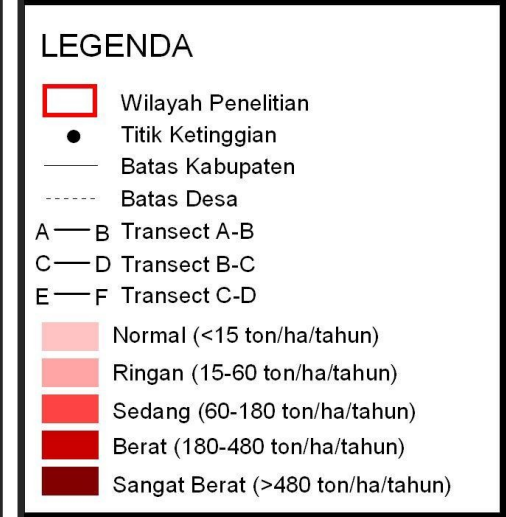 LEGENDA
Wilayah Penelitian
Titik Ketinggian
Batas Kabupaten
Batas Desa
A B Transect A-B
C D Transect B-C
E F Transect C-D
Normal (<15 ton/ha/tahun)
Ringan (15-60 ton/ha/tahun)
Sedang (60-180 ton/ha/tahun)
Berat (180-480 ton/ha/tahun)
Sangat Berat (>480 ton/ha/tahun)